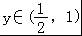 y∈(1/2, 1)